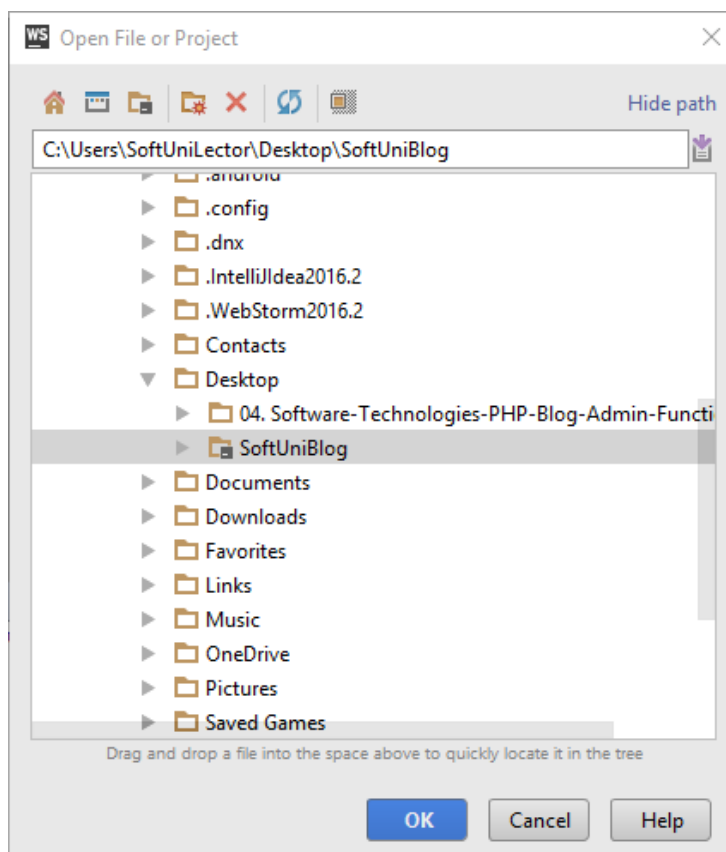 WS Open File or Project
Hide path
C:\Users\SoftUniLector\Desktop\SoftUniBlog
.android
.config
.dnx
.IntelliJIdea2016.2
.WebStorm2016.2
Contacts
Desktop
04. Software-Technologies-PHP-Blog-Admin-Functi
SoftUniBlog
Documents
Downloads
Favorites
Links
Music
OneDrive
Pictures
Saved Games
Drag and drop a file into the space above to quickly locate it in the tree
OK Cancel Help